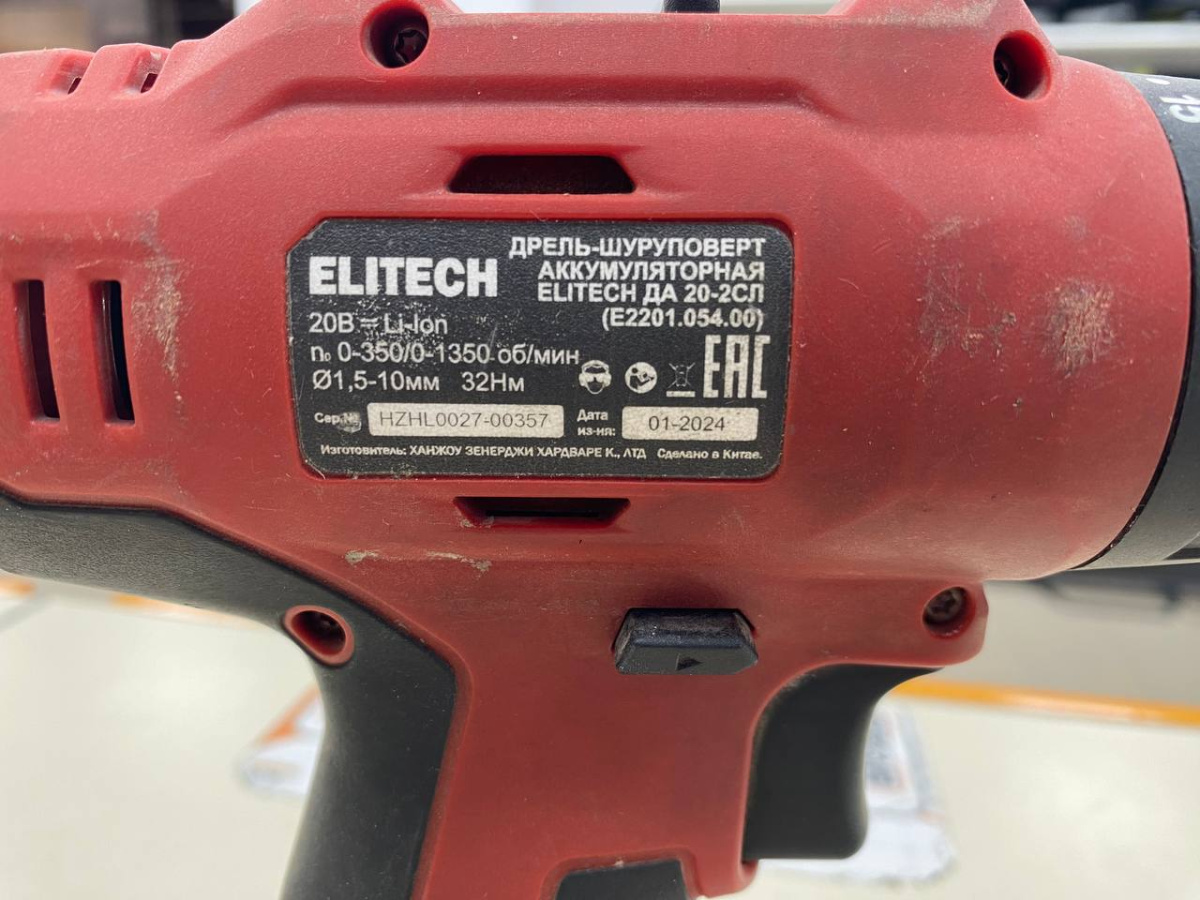 ДРЕЛЬ-ШУРУПОВЕРТ
АККУМУЛЯТОРНАЯ
ELITECH ДА 20-2СЛ
(E2201.054.00)
ELITECH
20В ⎓ Li-Ion
n₀ 0-350/0-1350 об/мин
Ø1,5-10мм 32Нм
EAC
Сер.№ HZHL0027-00357
Дата из-ня: 01-2024
Изготовитель: ХАНЖОУ ЗЕНЕРДЖИ ХАРДВАРЕ К., ЛТД Сделано в Китае.
15